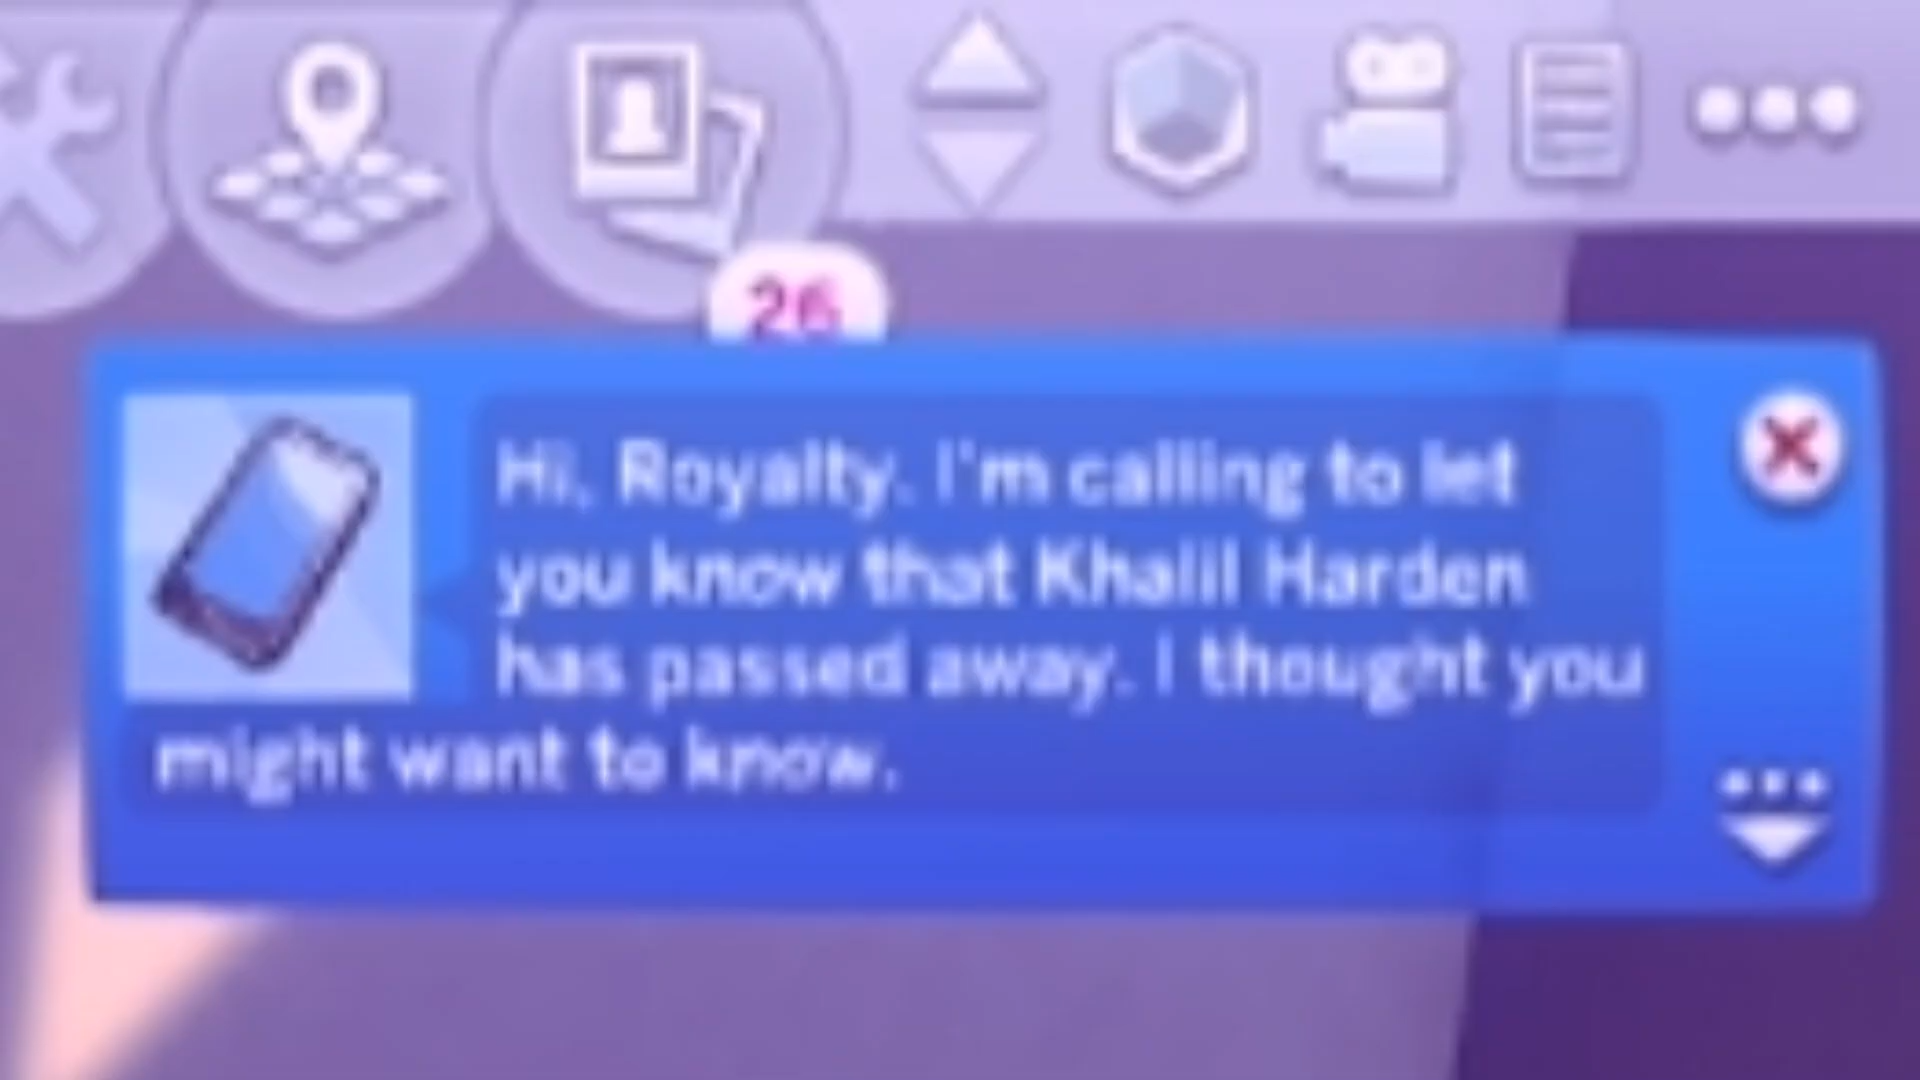 26
Hi, Royalty. I'm calling to let
you know that Khalil Harden
has passed away. I thought you
might want to know.